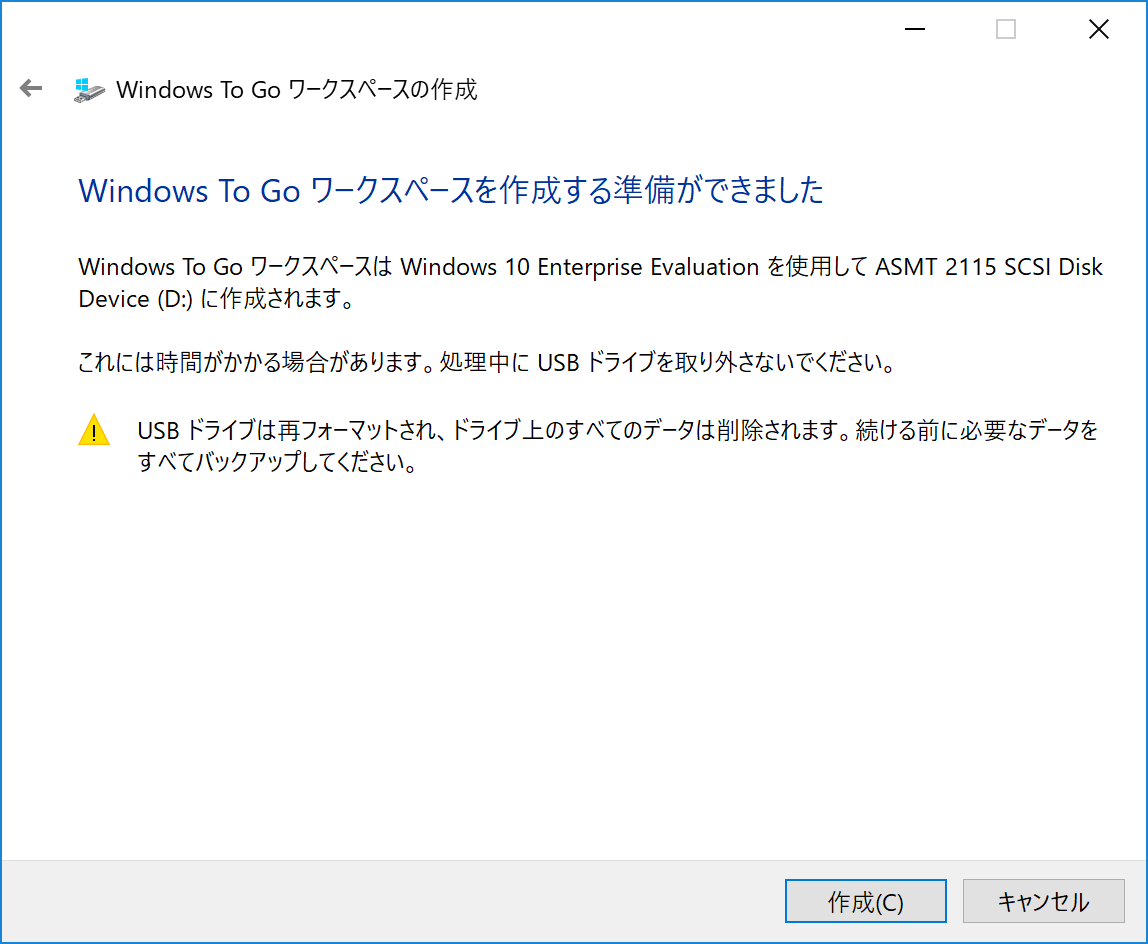 Windows To Go ワークスペースの作成
Windows To Go ワークスペースを作成する準備ができました
Windows To Go ワークスペースは Windows 10 Enterprise Evaluation を使用して ASMT 2115 SCSI Disk
Device (D:) に作成されます。
これには時間がかかる場合があります。処理中に USB ドライブを取り外さないでください。
USB ドライブは再フォーマットされ、ドライブ上のすべてのデータは削除されます。続ける前に必要なデータを
すべてバックアップしてください。
作成(C)
キャンセル